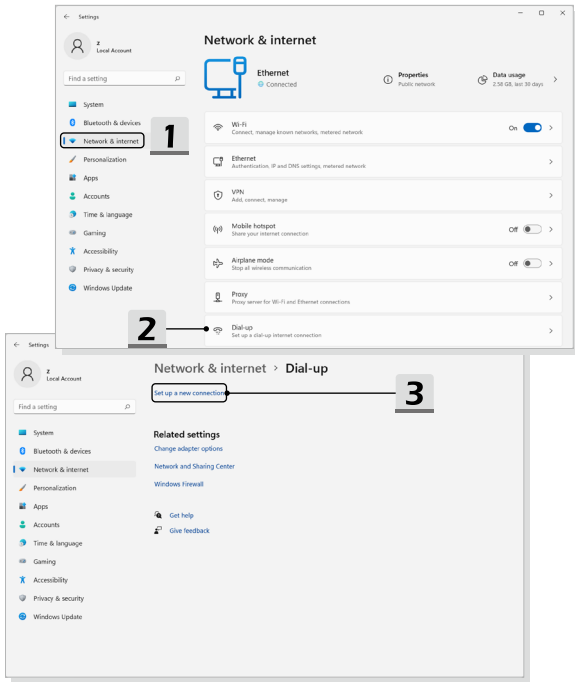 Settings
z
Local Account
Find a setting
System
Bluetooth & devices
Network & internet
Personalization
Apps
Accounts
Time & language
Gaming
Accessibility
Privacy & security
Windows Update
1
Network & internet
Ethernet
Connected
Properties
Public network
Data usage
2.58 GB, last 30 days
Wi-Fi
Connect, manage known networks, metered network
On
Ethernet
Authentication, IP and DNS settings, metered network
VPN
Add, connect, manage
Mobile hotspot
Share your internet connection
Off
Airplane mode
Stop all wireless communication
Off
Proxy
Proxy server for Wi-Fi and Ethernet connections
2
Dial-up
Set up a dial-up internet connection
Settings
z
Local Account
Find a setting
System
Bluetooth & devices
Network & internet
Personalization
Apps
Accounts
Time & language
Gaming
Accessibility
Privacy & security
Windows Update
Network & internet > Dial-up
Set up a new connection
3
Related settings
Change adapter options
Network and Sharing Center
Windows Firewall
Get help
Give feedback